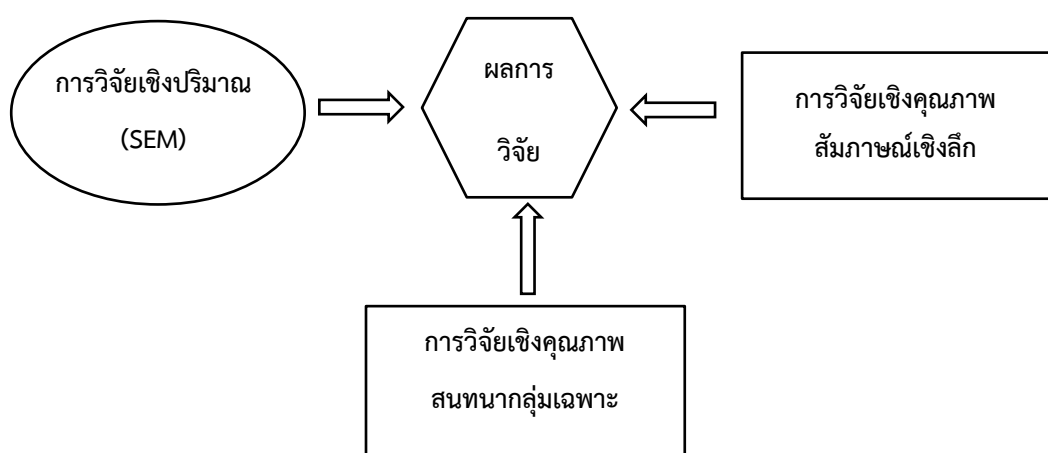 การวิจัยเชิงปริมาณ
(SEM)
ผลการ
วิจัย
การวิจัยเชิงคุณภาพ
สัมภาษณ์เชิงลึก
การวิจัยเชิงคุณภาพ
สนทนากลุ่มเฉพาะ